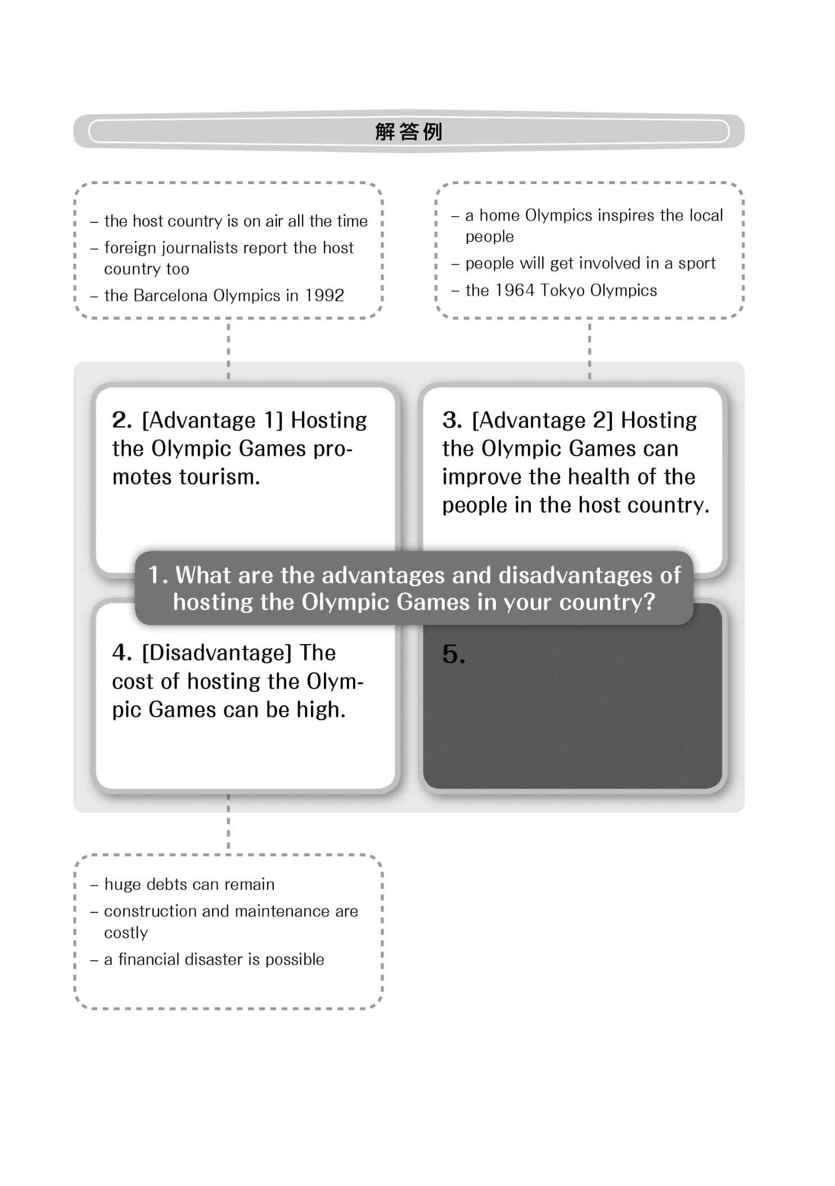 解答例
– the host country is on air all the time
– foreign journalists report the host
country too
– the Barcelona Olympics in 1992
– a home Olympics inspires the local
people
– people will get involved in a sport
– the 1964 Tokyo Olympics
2. [Advantage 1] Hosting
the Olympic Games pro-
motes tourism.
3. [Advantage 2] Hosting
the Olympic Games can
improve the health of the
people in the host country.
1. What are the advantages and disadvantages of
hosting the Olympic Games in your country?
4. [Disadvantage] The
cost of hosting the Olym-
pic Games can be high.
5.
– huge debts can remain
– construction and maintenance are
costly
– a financial disaster is possible